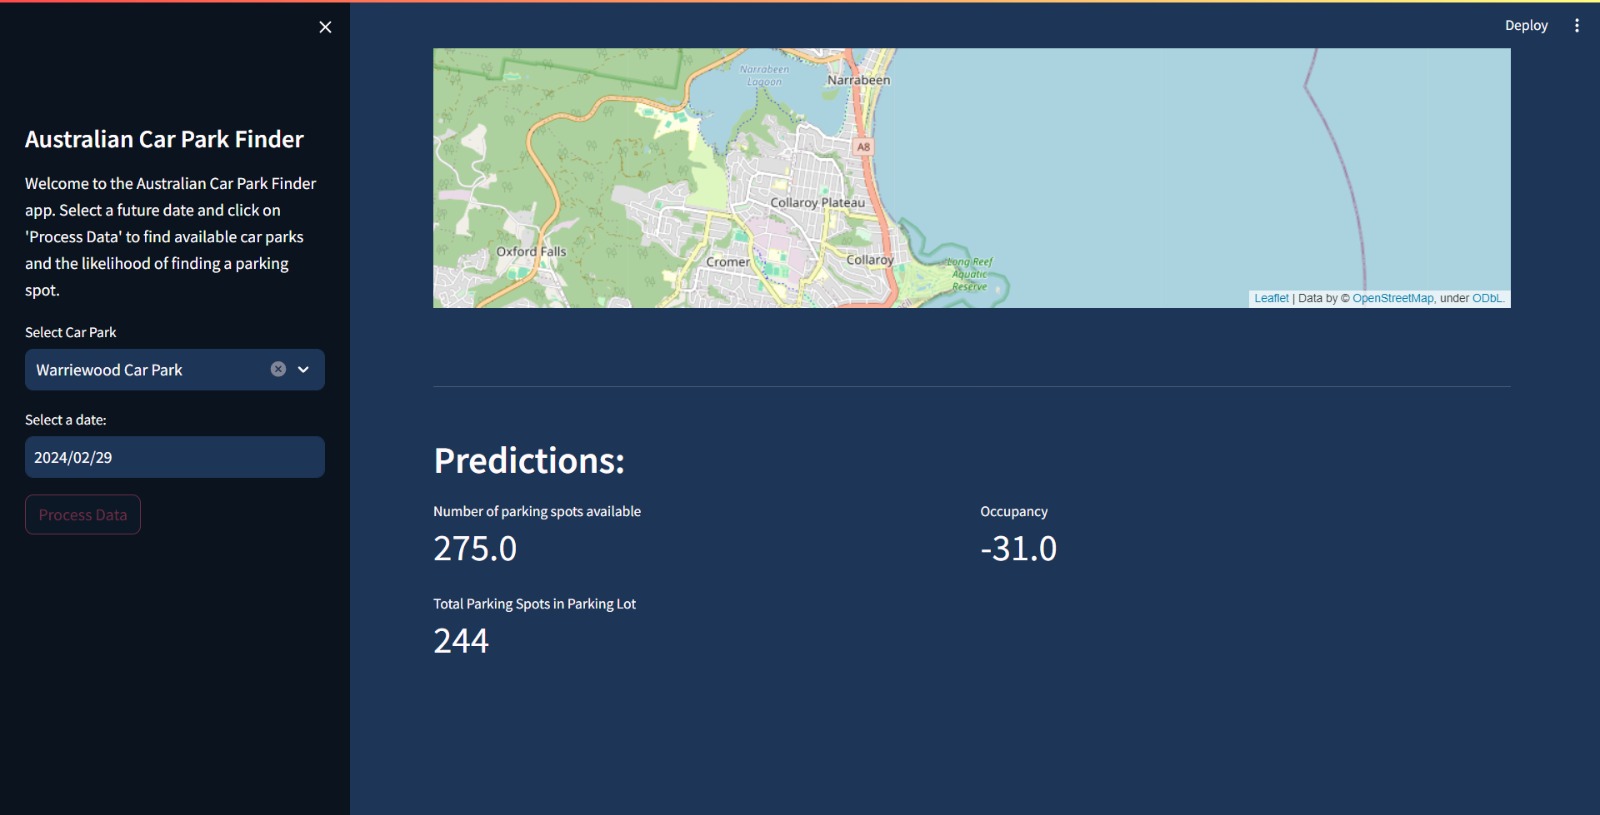 Deploy
Australian Car Park Finder
Welcome to the Australian Car Park Finder
app. Select a future date and click on
'Process Data' to find available car parks
and the likelihood of finding a parking
spot.
Select Car Park
Warriewood Car Park
Select a date:
2024/02/29
Process Data
Narrabeen
Lagoon
Narrabeen
A8
Collaroy Plateau
Oxford Falls
Cromer
Collaroy
Long Reef
Aquatic
Reserve
Leaflet | Data by © OpenStreetMap, under ODbL.
Predictions:
Number of parking spots available
275.0
Occupancy
-31.0
Total Parking Spots in Parking Lot
244